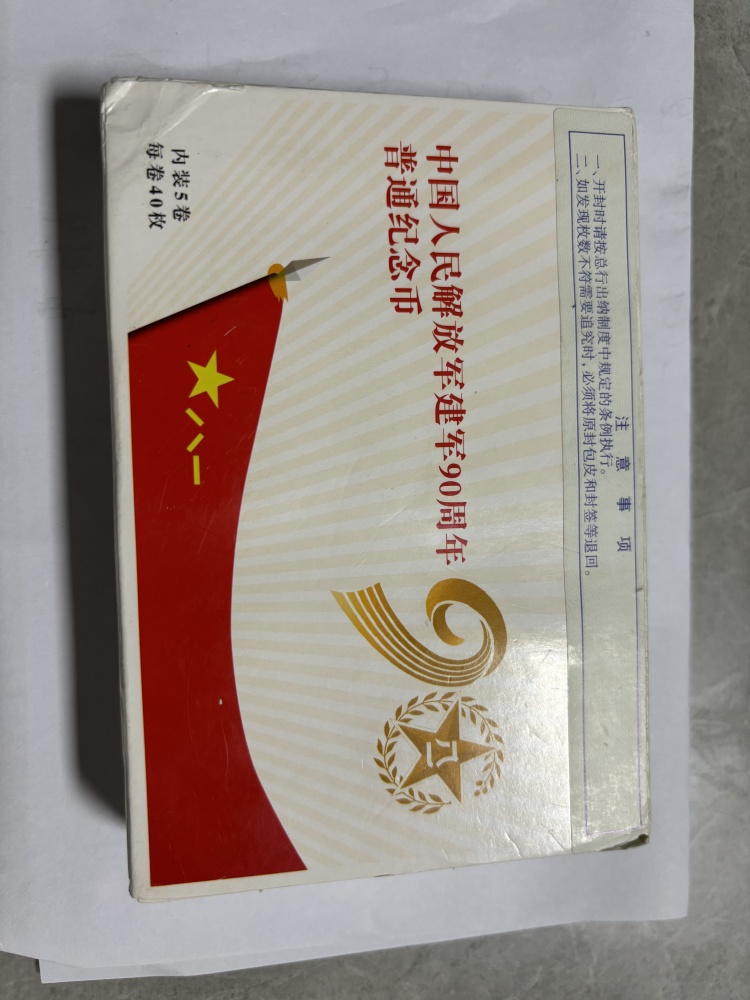 注意事项
一、开封时请按总行出纳制度中规定的条例执行。
二、如发现枚数不符需要追究时,必须将原封包皮和封签等退回。
中国人民解放军建军90周年
普通纪念币
90
八一
内装5卷
每卷40枚
八一